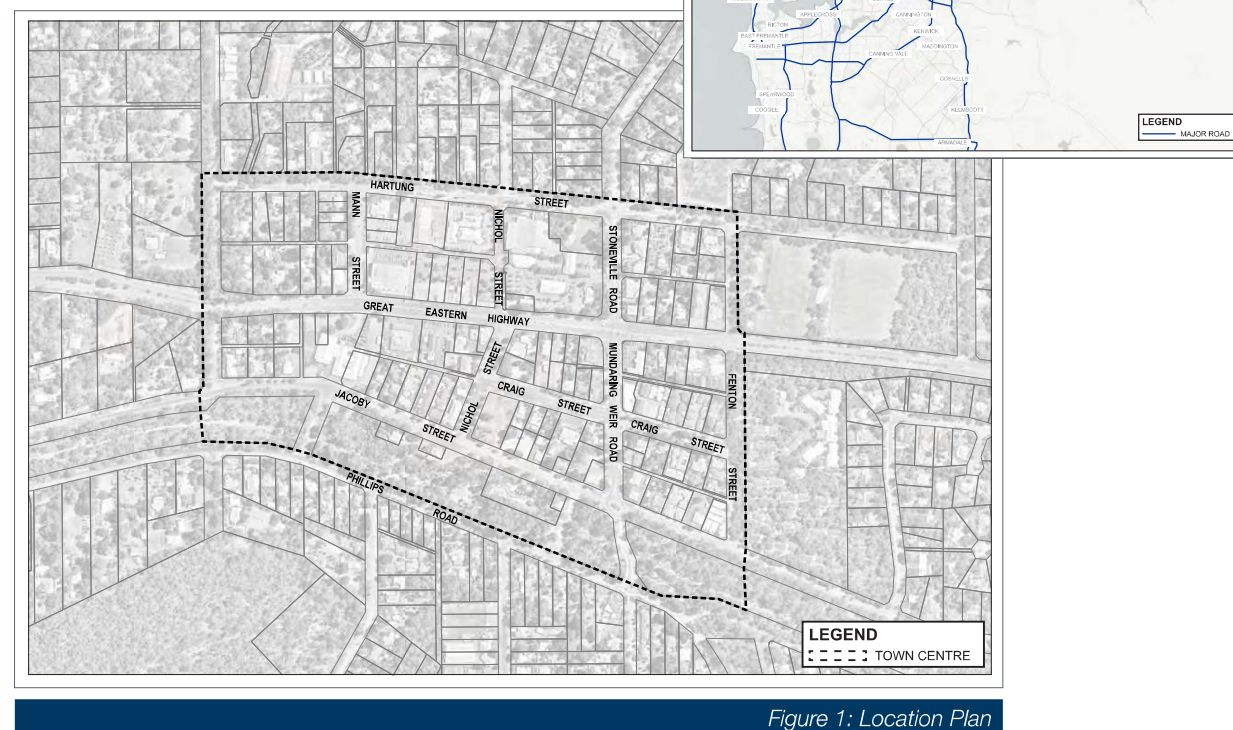 APPLECROSS
CANNINGTON
EAST FREMANTLE
KENWICK
FREMANTLE
MADDINGTON
CANNING VALE
GOSNELLS
SPEARWOOD
COOGEE
KELMSCOTT
ARMADALE
LEGEND
MAJOR ROAD
HARTUNG
STREET
MANN
STREET
NICHOL
STREET
STONEVILLE ROAD
GREAT EASTERN HIGHWAY
STREET
NICHOL
MUNDARING WEIR ROAD
FENTON
STREET
CRAIG
STREET
CRAIG
STREET
JACOBY
STREET
PHILLIPS
ROAD
LEGEND
TOWN CENTRE
Figure 1: Location Plan